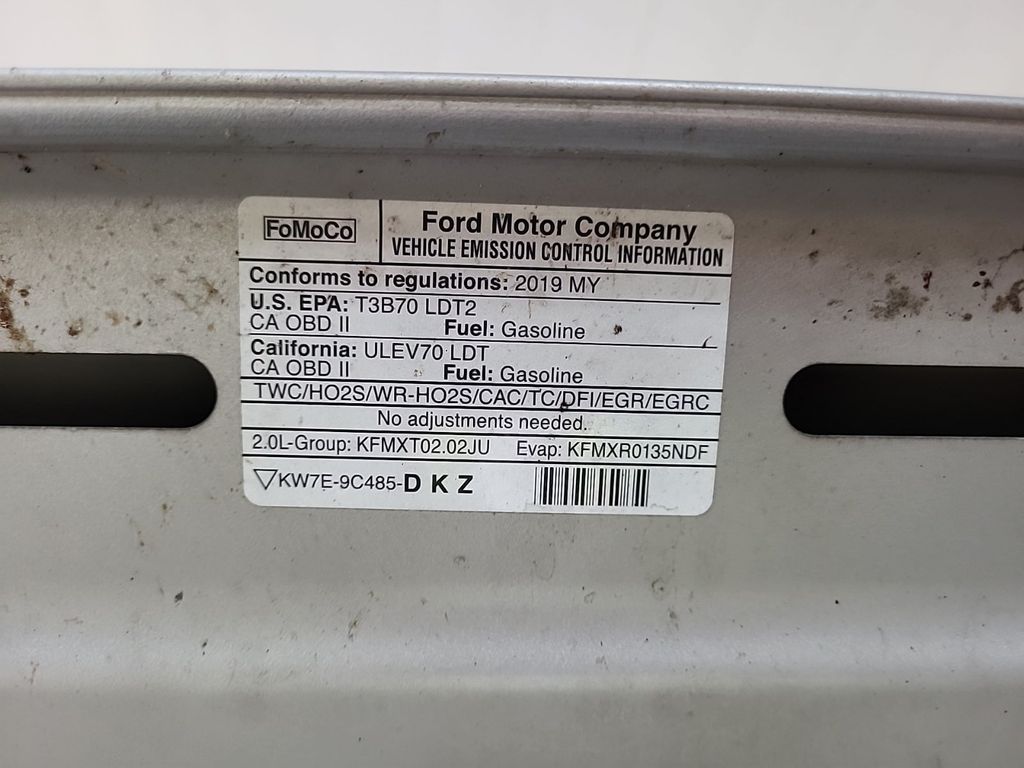 FoMoCo
Ford Motor Company
VEHICLE EMISSION CONTROL INFORMATION
Conforms to regulations: 2019 MY
U.S. EPA: T3B70 LDT2
CA OBD II Fuel: Gasoline
California: ULEV70 LDT
CA OBD II Fuel: Gasoline
TWC/HO2S/WR-HO2S/CAC/TC/DFI/EGR/EGRC
No adjustments needed.
2.0L-Group: KFMXT02.02JU Evap: KFMXR0135NDF
KW7E-9C485-D K Z